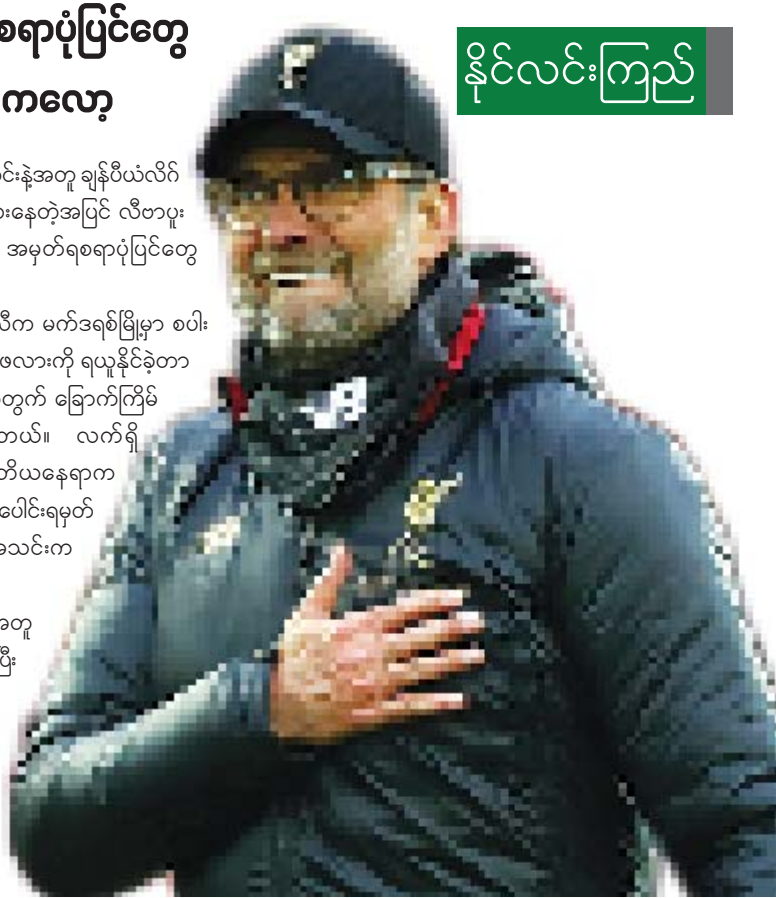 စရာပုံပြင်တွေ
ကလော့
နိုင်လင်းကြည်
င်းနဲ့အတူ ချန်ပီယံလိဂ်
နေတဲ့အပြင် လီဗာပူး
အမှတ်ရစရာပုံပြင်တွေ
က မက်ဒရစ်မြို့မှာ စပါး
ဖလားကို ရယူနိုင်ခဲ့တာ
တွက် ခြောက်ကြိမ်
တယ်။ လက်ရှိ
တိယနေရာက
ပေါင်းရမှတ်
အသင်းက
အတူ
ပြီး